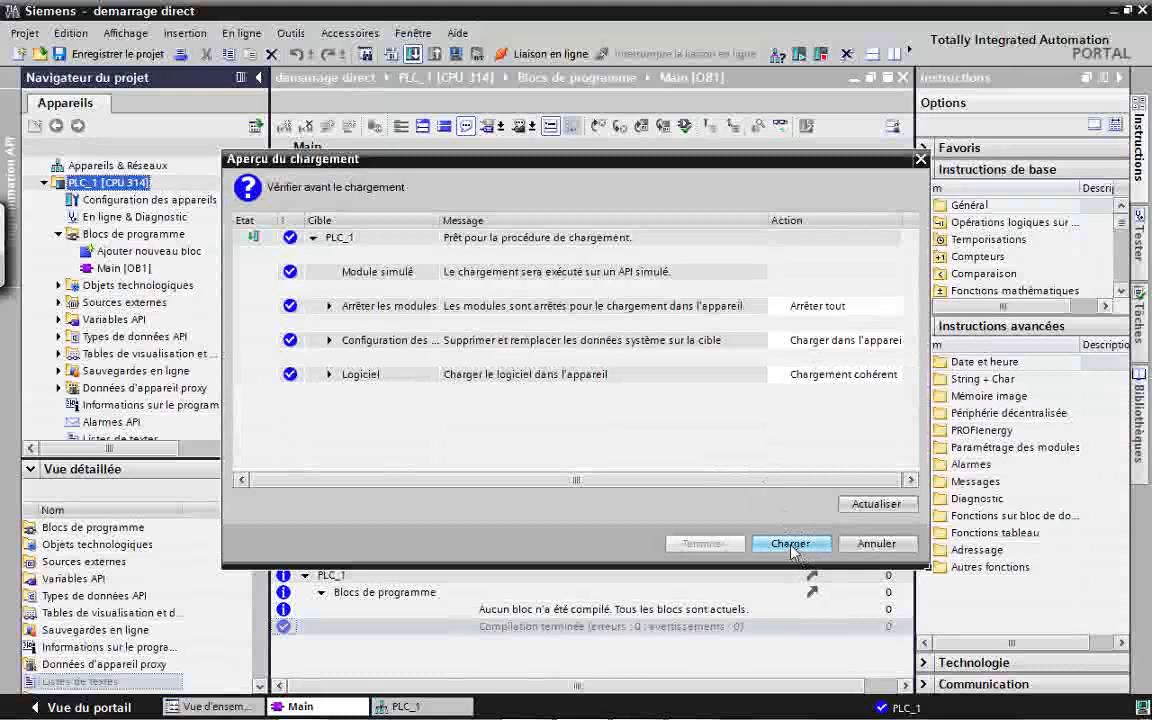 Siemens - demarrage direct
Projet Edition Affichage Insertion En ligne Outils Accessoires Fenêtre Aide
Totally Integrated Automation
PORTAL
Enregistrer le projet
Liaison en ligne
Interrompre la liaison en ligne
Navigateur du projet
demarrage direct PLC_1 [CPU 314] Blocs de programme Main [OB1]
Instructions
Appareils
Options
Main
Appareils & Réseaux
PLC_1 [CPU 314]
Configuration des appareils
En ligne & Diagnostic
Blocs de programme
Ajouter nouveau bloc
Main [OB1]
Objets technologiques
Sources externes
Variables API
Types de données API
Tables de visualisation et ...
Sauvegardes en ligne
Données d'appareil proxy
Informations sur le program
Alarmes API
Listes de textes
Vue détaillée
Nom
Blocs de programme
Objets technologiques
Sources externes
Variables API
Types de données API
Tables de visualisation et d...
Sauvegardes en ligne
Informations sur le progra...
Données d'appareil proxy
Listes de textes
Aperçu du chargement
Vérifier avant le chargement
Etat ! Cible Message Action
PLC_1 Prêt pour la procédure de chargement.
Module simulé Le chargement sera exécuté sur un API simulé.
Arrêter les modules Les modules sont arrêtés pour le chargement dans l'appareil. Arrêter tout
Configuration des ... Supprimer et remplacer les données système sur la cible Charger dans l'apparei
Logiciel Charger le logiciel dans l'appareil Chargement cohérent
Actualiser
Terminer Charger Annuler
PLC_1 0
Blocs de programme 0
Aucun bloc n'a été compilé. Tous les blocs sont actuels. 0
Compilation terminée (erreurs : 0 ; avertissements : 0) 0
Favoris
Instructions de base
m Descri
Général
Opérations logiques sur ...
Temporisations
Compteurs
Comparaison
Fonctions mathématiques
Instructions avancées
m Descriptio
Date et heure
String + Char
Mémoire image
Périphérie décentralisée
PROFIenergy
Paramétrage des modules
Alarmes
Messages
Diagnostic
Fonctions sur bloc de do...
Fonctions tableau
Adressage
Autres fonctions
Technologie
Communication
Instructions
Tester
Tâches
Bibliothèques
Vue du portail
Vue d'ensem...
Main
PLC_1
PLC_1